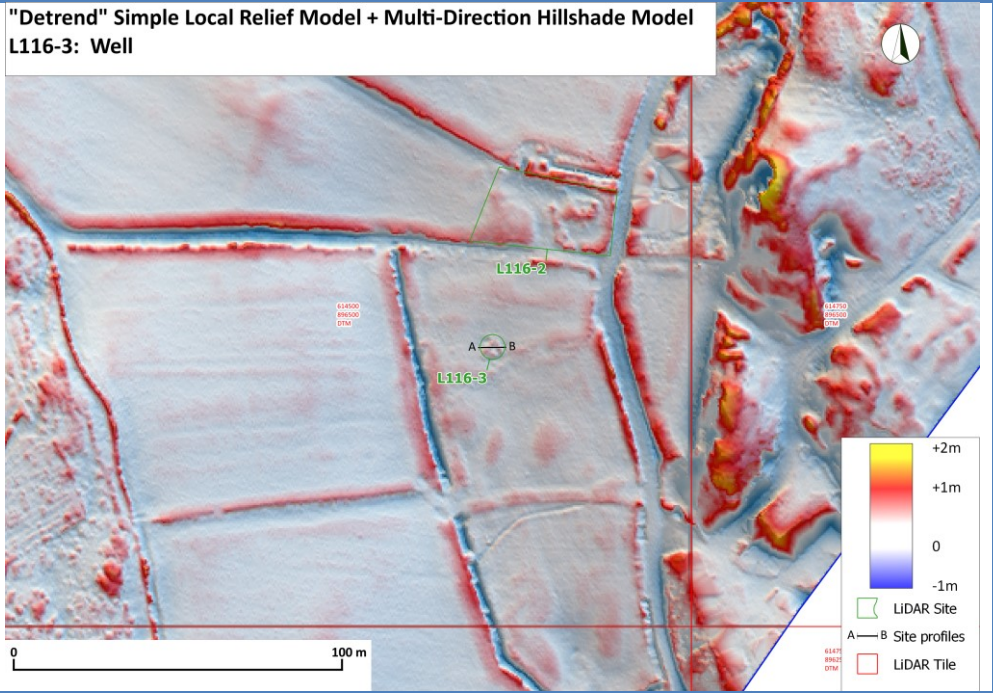 "Detrend" Simple Local Relief Model + Multi-Direction Hillshade Model
L116-3: Well
L116-2
614500
896500
DTM
614750
896500
DTM
A B
L116-3
+2m
+1m
0
-1m
LiDAR Site
A B Site profiles
LiDAR Tile
0 100 m
DTM